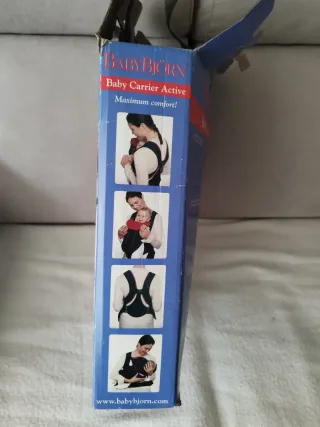 BABYBJÖRN
Baby Carrier Active
Maximum comfort!
www.babybjorn.com